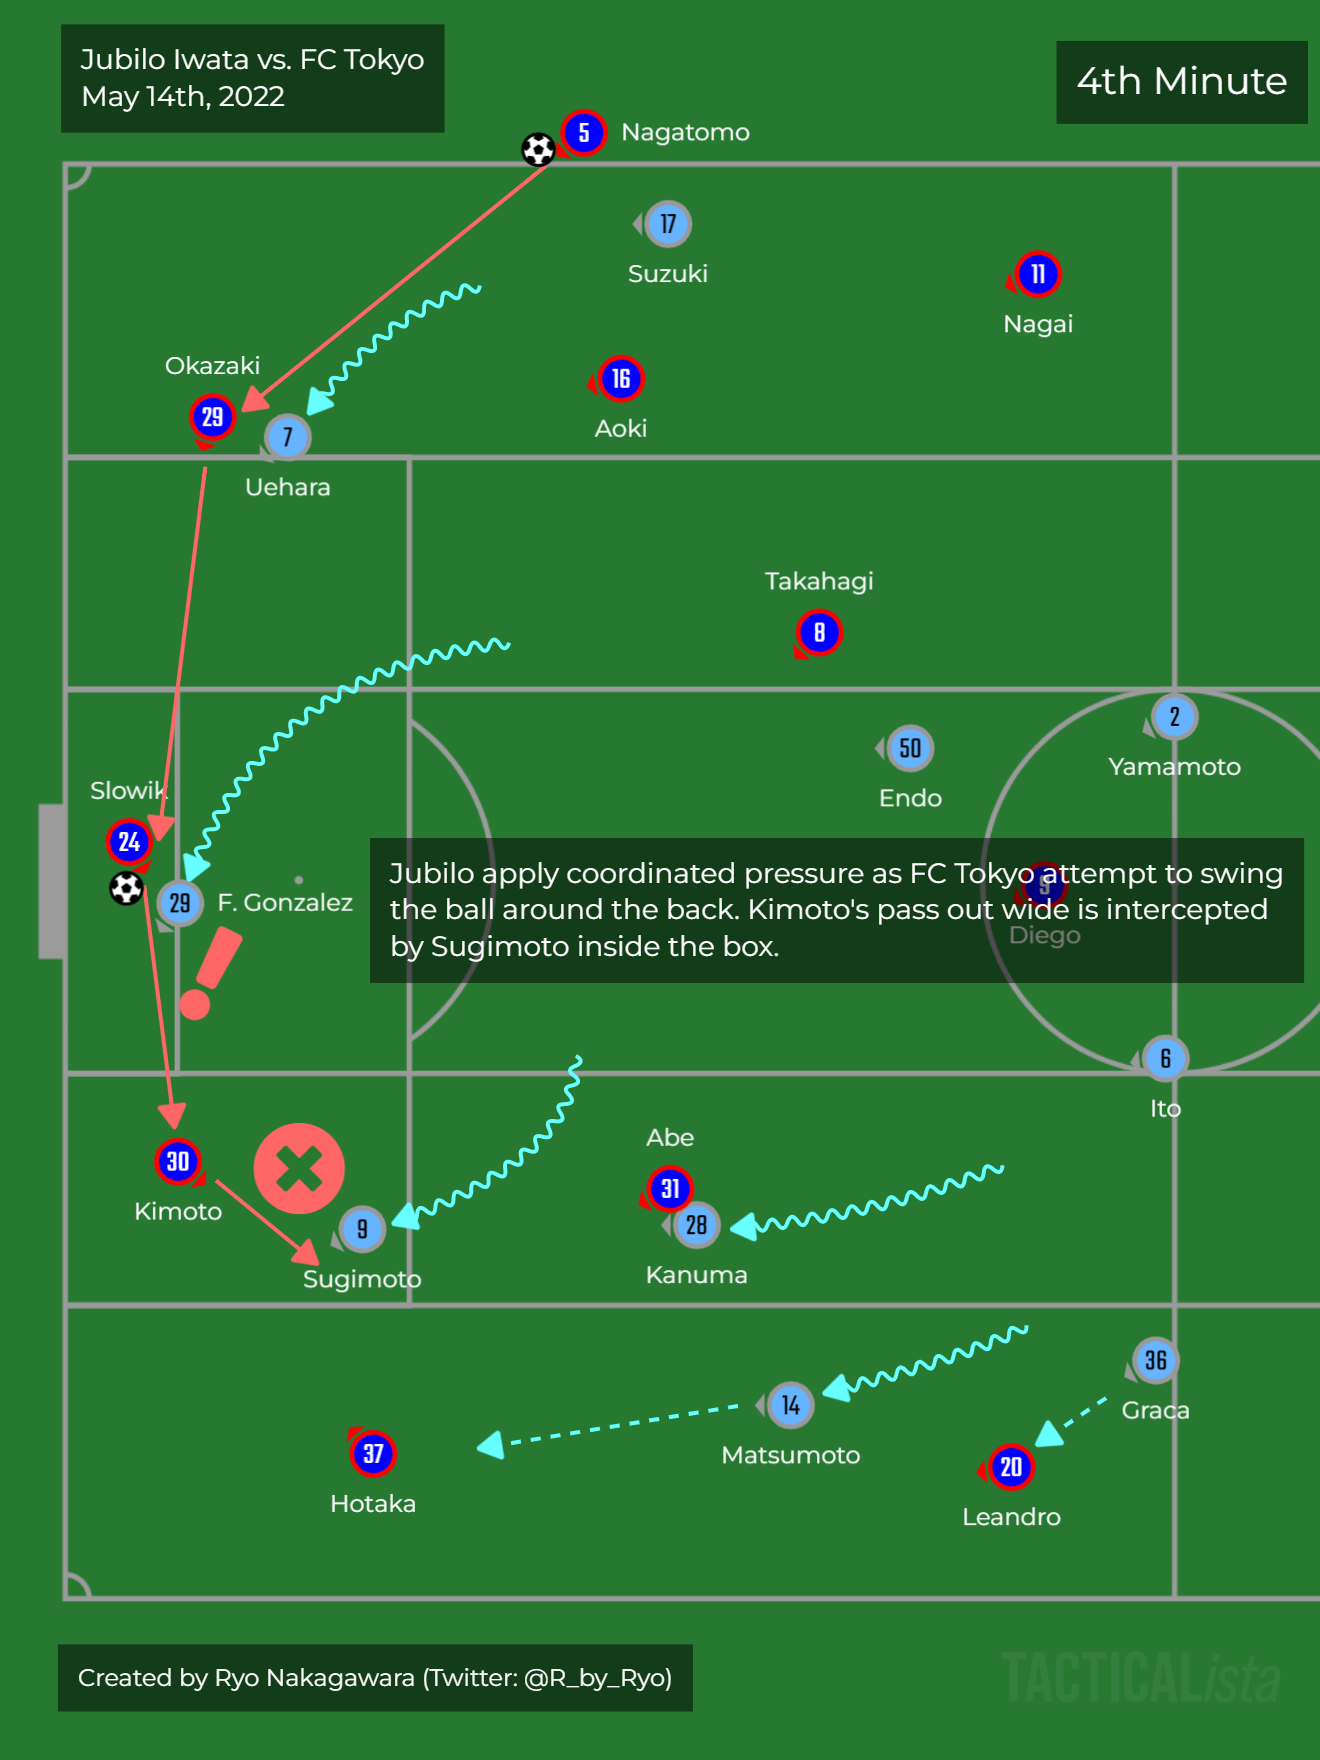 Jubilo Iwata vs. FC Tokyo
May 14th, 2022
4th Minute
5 Nagatomo
17
Suzuki
11
Nagai
Okazaki
29
16
Aoki
7
Uehara
Takahagi
8
2
Yamamoto
50
Endo
Slowik
24
29 F. Gonzalez
9
Diego
Jubilo apply coordinated pressure as FC Tokyo attempt to swing
the ball around the back. Kimoto's pass out wide is intercepted
by Sugimoto inside the box.
6
Ito
Abe
31
30
Kimoto
9
Sugimoto
28
Kanuma
36
Graca
14
Matsumoto
37
Hotaka
20
Leandro
Created by Ryo Nakagawara (Twitter: @R_by_Ryo)
TACTICALista